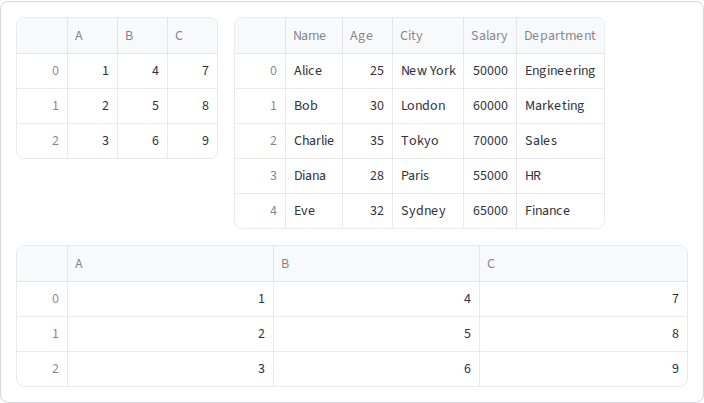 A B C
0 1 4 7
1 2 5 8
2 3 6 9
Name Age City Salary Department
0 Alice 25 New York 50000 Engineering
1 Bob 30 London 60000 Marketing
2 Charlie 35 Tokyo 70000 Sales
3 Diana 28 Paris 55000 HR
4 Eve 32 Sydney 65000 Finance
A B C
0 1 4 7
1 2 5 8
2 3 6 9